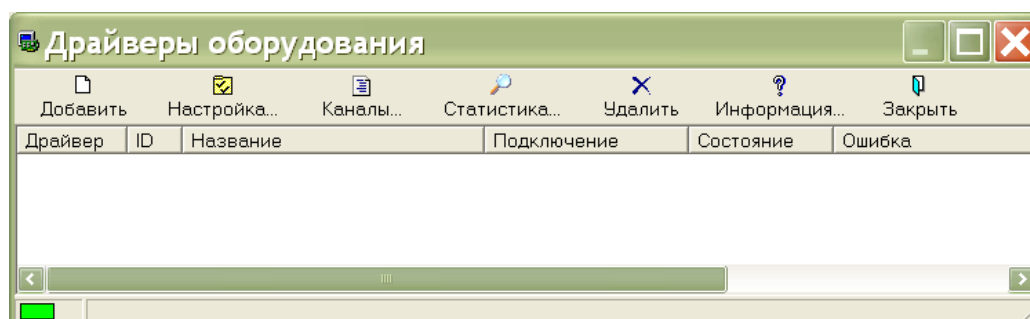 Драйверы оборудования
Добавить Настройка... Каналы... Статистика... Удалить Информация... Закрыть
Драйвер ID Название Подключение Состояние Ошибка